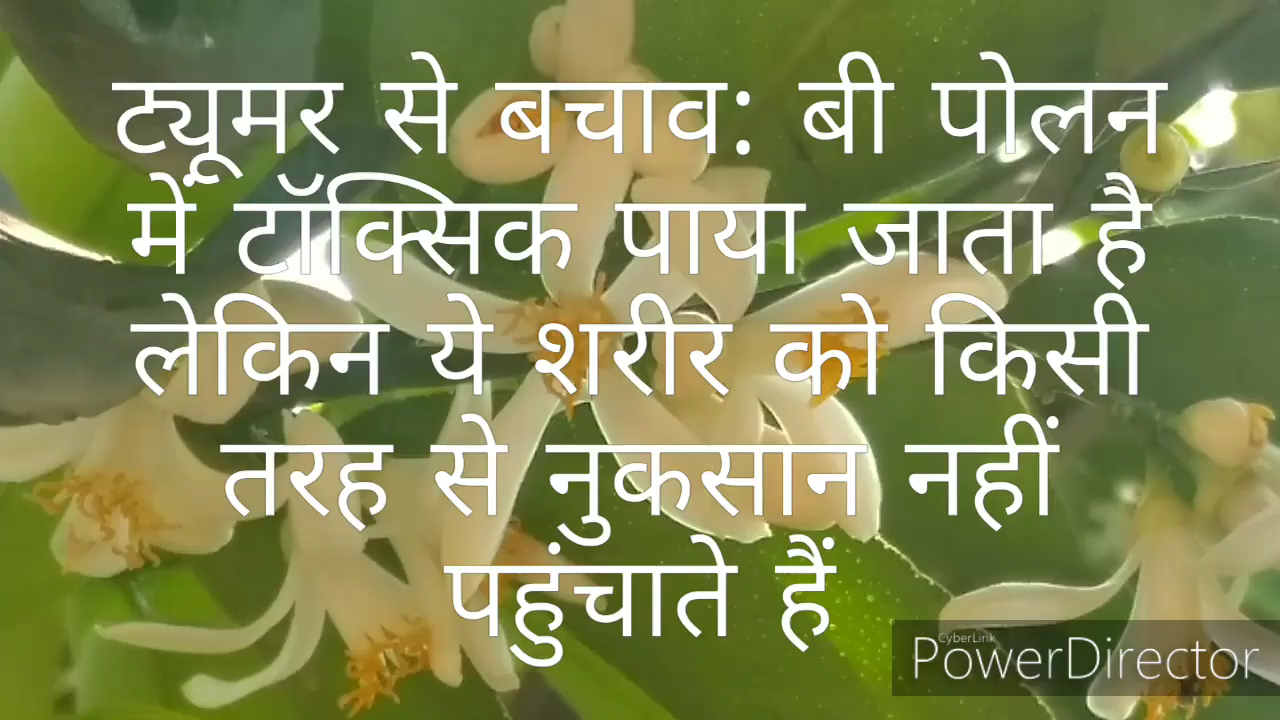 ट्यूमर से बचाव: बी पोलन
में टॉक्सिक पाया जाता है
लेकिन ये शरीर को किसी
तरह से नुकसान नहीं
पहुंचाते हैं
CyberLink
PowerDirector